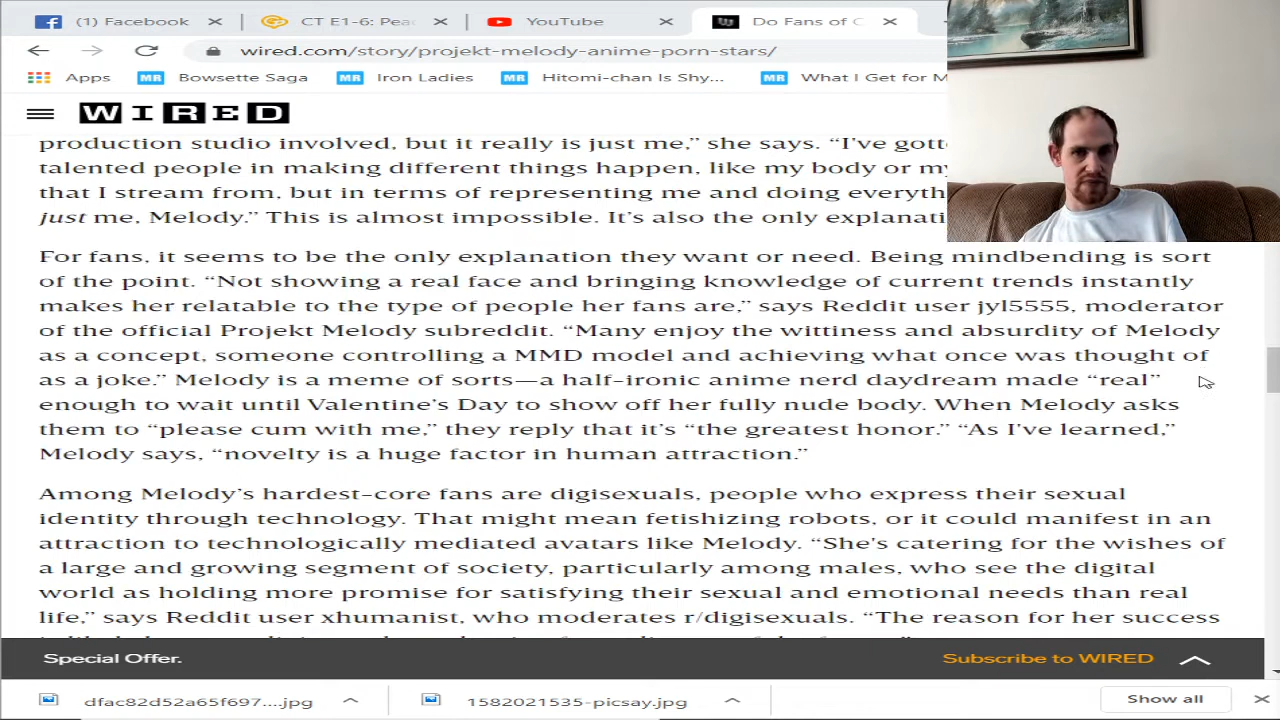 (1) Facebook
CT E1-6: Pea
YouTube
Do Fans of
wired.com/story/projekt-melody-anime-porn-stars/
Apps
MR Bowsette Saga
MR Iron Ladies
MR Hitomi-chan Is Shy...
MR What I Get for M
WIRED
production studio involved, but it really is just me,” she says. “I've gott
talented people in making different things happen, like my body or my
that I stream from, but in terms of representing me and doing everyth
just me, Melody.” This is almost impossible. It’s also the only explanati
For fans, it seems to be the only explanation they want or need. Being mindbending is sort
of the point. “Not showing a real face and bringing knowledge of current trends instantly
makes her relatable to the type of people her fans are,” says Reddit user jyl5555, moderator
of the official Projekt Melody subreddit. “Many enjoy the wittiness and absurdity of Melody
as a concept, someone controlling a MMD model and achieving what once was thought of
as a joke.” Melody is a meme of sorts—a half-ironic anime nerd daydream made “real”
enough to wait until Valentine’s Day to show off her fully nude body. When Melody asks
them to “please cum with me,” they reply that it’s “the greatest honor.” “As I’ve learned,”
Melody says, “novelty is a huge factor in human attraction.”
Among Melody’s hardest-core fans are digisexuals, people who express their sexual
identity through technology. That might mean fetishizing robots, or it could manifest in an
attraction to technologically mediated avatars like Melody. “She's catering for the wishes of
a large and growing segment of society, particularly among males, who see the digital
world as holding more promise for satisfying their sexual and emotional needs than real
life,” says Reddit user xhumanist, who moderates r/digisexuals. “The reason for her success
Special Offer.
Subscribe to WIRED
dfac82d52a65f697....jpg
1582021535-picsay.jpg
Show all